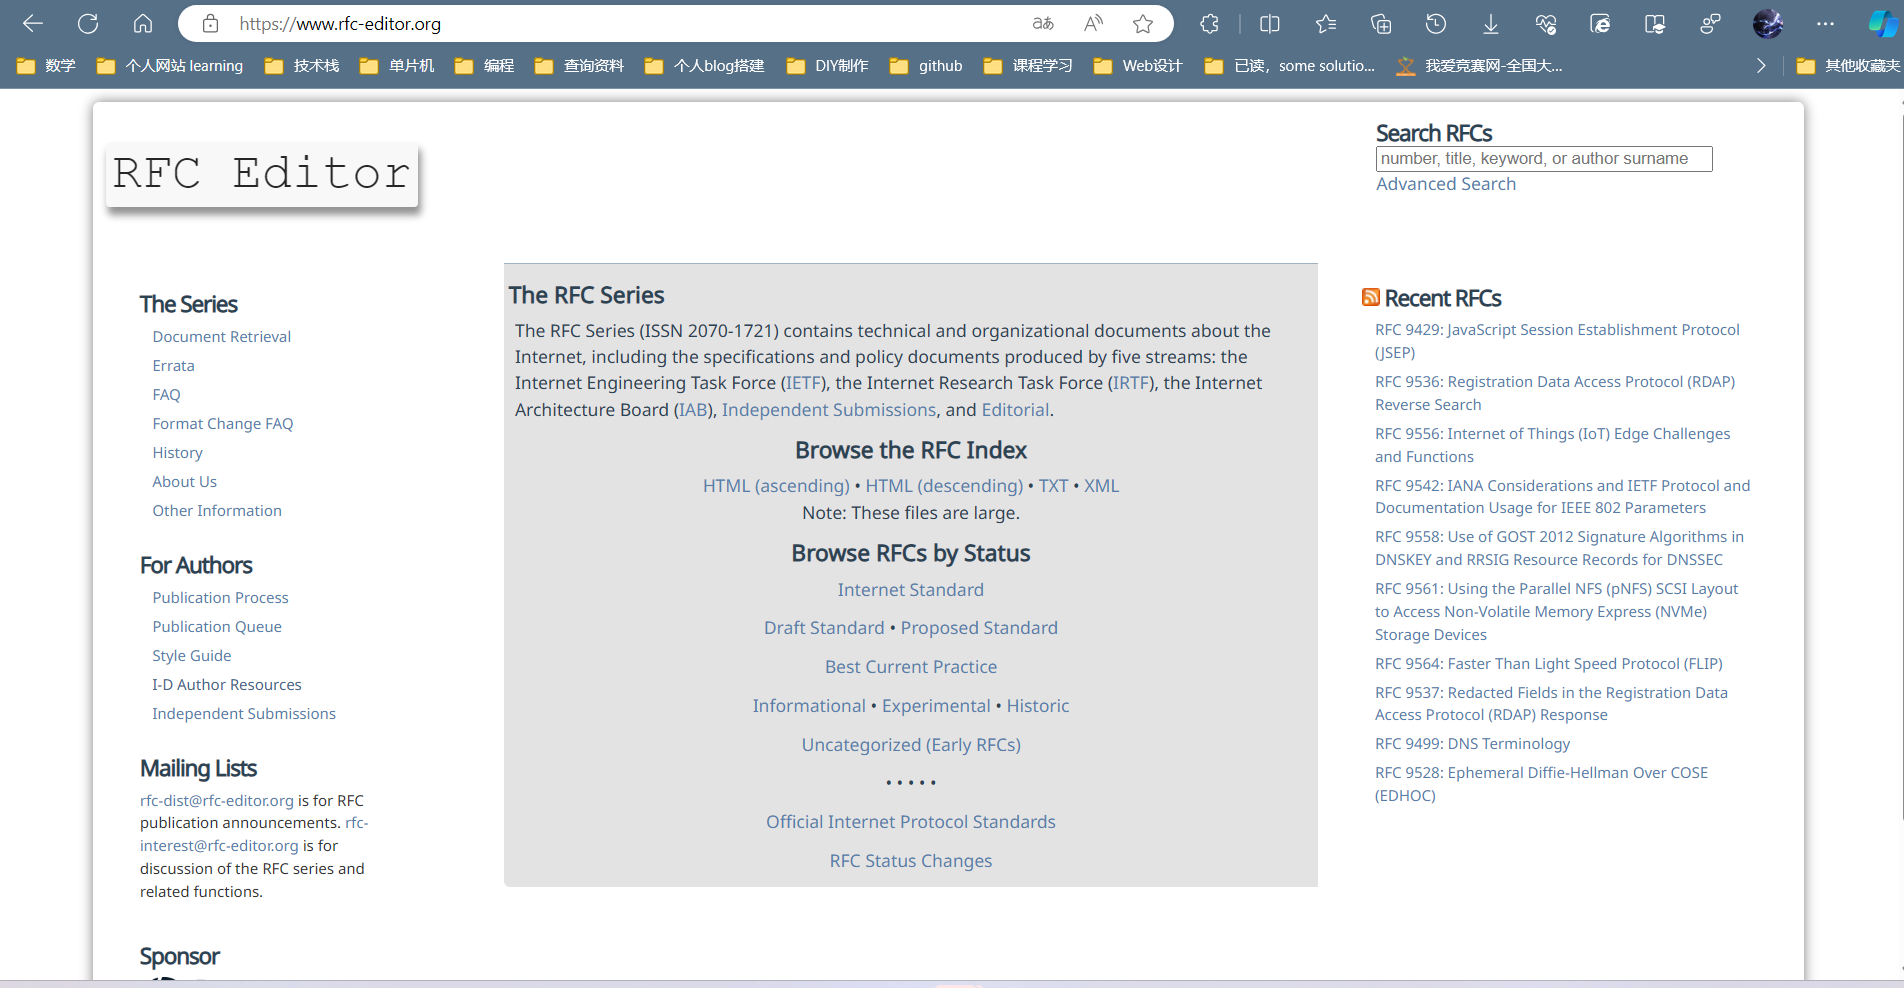 https://www.rfc-editor.org
数学
个人网站 learning
技术栈
单片机
编程
查询资料
个人blog搭建
DIY制作
github
课程学习
Web设计
已读，some solutio...
我爱竞赛网-全国大...
其他收藏夹
RFC Editor
Search RFCs
number, title, keyword, or author surname
Advanced Search
The Series
Document Retrieval
Errata
FAQ
Format Change FAQ
History
About Us
Other Information
For Authors
Publication Process
Publication Queue
Style Guide
I-D Author Resources
Independent Submissions
Mailing Lists
rfc-dist@rfc-editor.org is for RFC
publication announcements. rfc-
interest@rfc-editor.org is for
discussion of the RFC series and
related functions.
Sponsor
The RFC Series
The RFC Series (ISSN 2070-1721) contains technical and organizational documents about the
Internet, including the specifications and policy documents produced by five streams: the
Internet Engineering Task Force (IETF), the Internet Research Task Force (IRTF), the Internet
Architecture Board (IAB), Independent Submissions, and Editorial.
Browse the RFC Index
HTML (ascending) • HTML (descending) • TXT • XML
Note: These files are large.
Browse RFCs by Status
Internet Standard
Draft Standard • Proposed Standard
Best Current Practice
Informational • Experimental • Historic
Uncategorized (Early RFCs)
• • • • •
Official Internet Protocol Standards
RFC Status Changes
Recent RFCs
RFC 9429: JavaScript Session Establishment Protocol
(JSEP)
RFC 9536: Registration Data Access Protocol (RDAP)
Reverse Search
RFC 9556: Internet of Things (IoT) Edge Challenges
and Functions
RFC 9542: IANA Considerations and IETF Protocol and
Documentation Usage for IEEE 802 Parameters
RFC 9558: Use of GOST 2012 Signature Algorithms in
DNSKEY and RRSIG Resource Records for DNSSEC
RFC 9561: Using the Parallel NFS (pNFS) SCSI Layout
to Access Non-Volatile Memory Express (NVMe)
Storage Devices
RFC 9564: Faster Than Light Speed Protocol (FLIP)
RFC 9537: Redacted Fields in the Registration Data
Access Protocol (RDAP) Response
RFC 9499: DNS Terminology
RFC 9528: Ephemeral Diffie-Hellman Over COSE
(EDHOC)